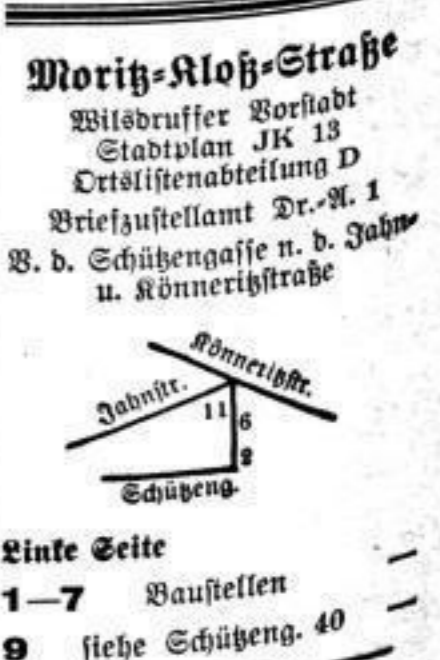 Moritz-Kloß-Straße
Wilsdruffer Vorstadt
Stadtplan JK 13
Ortslistenabteilung D
Briefzustellamt Dr.-A. 1
V. d. Schützengasse n. d. Jahn-
u. Könneritzstraße
Könneritzstr.
Jahnstr.
11
6
2
Schützeng.
Linke Seite
1—7 Baustellen
9 siehe Schützeng. 40